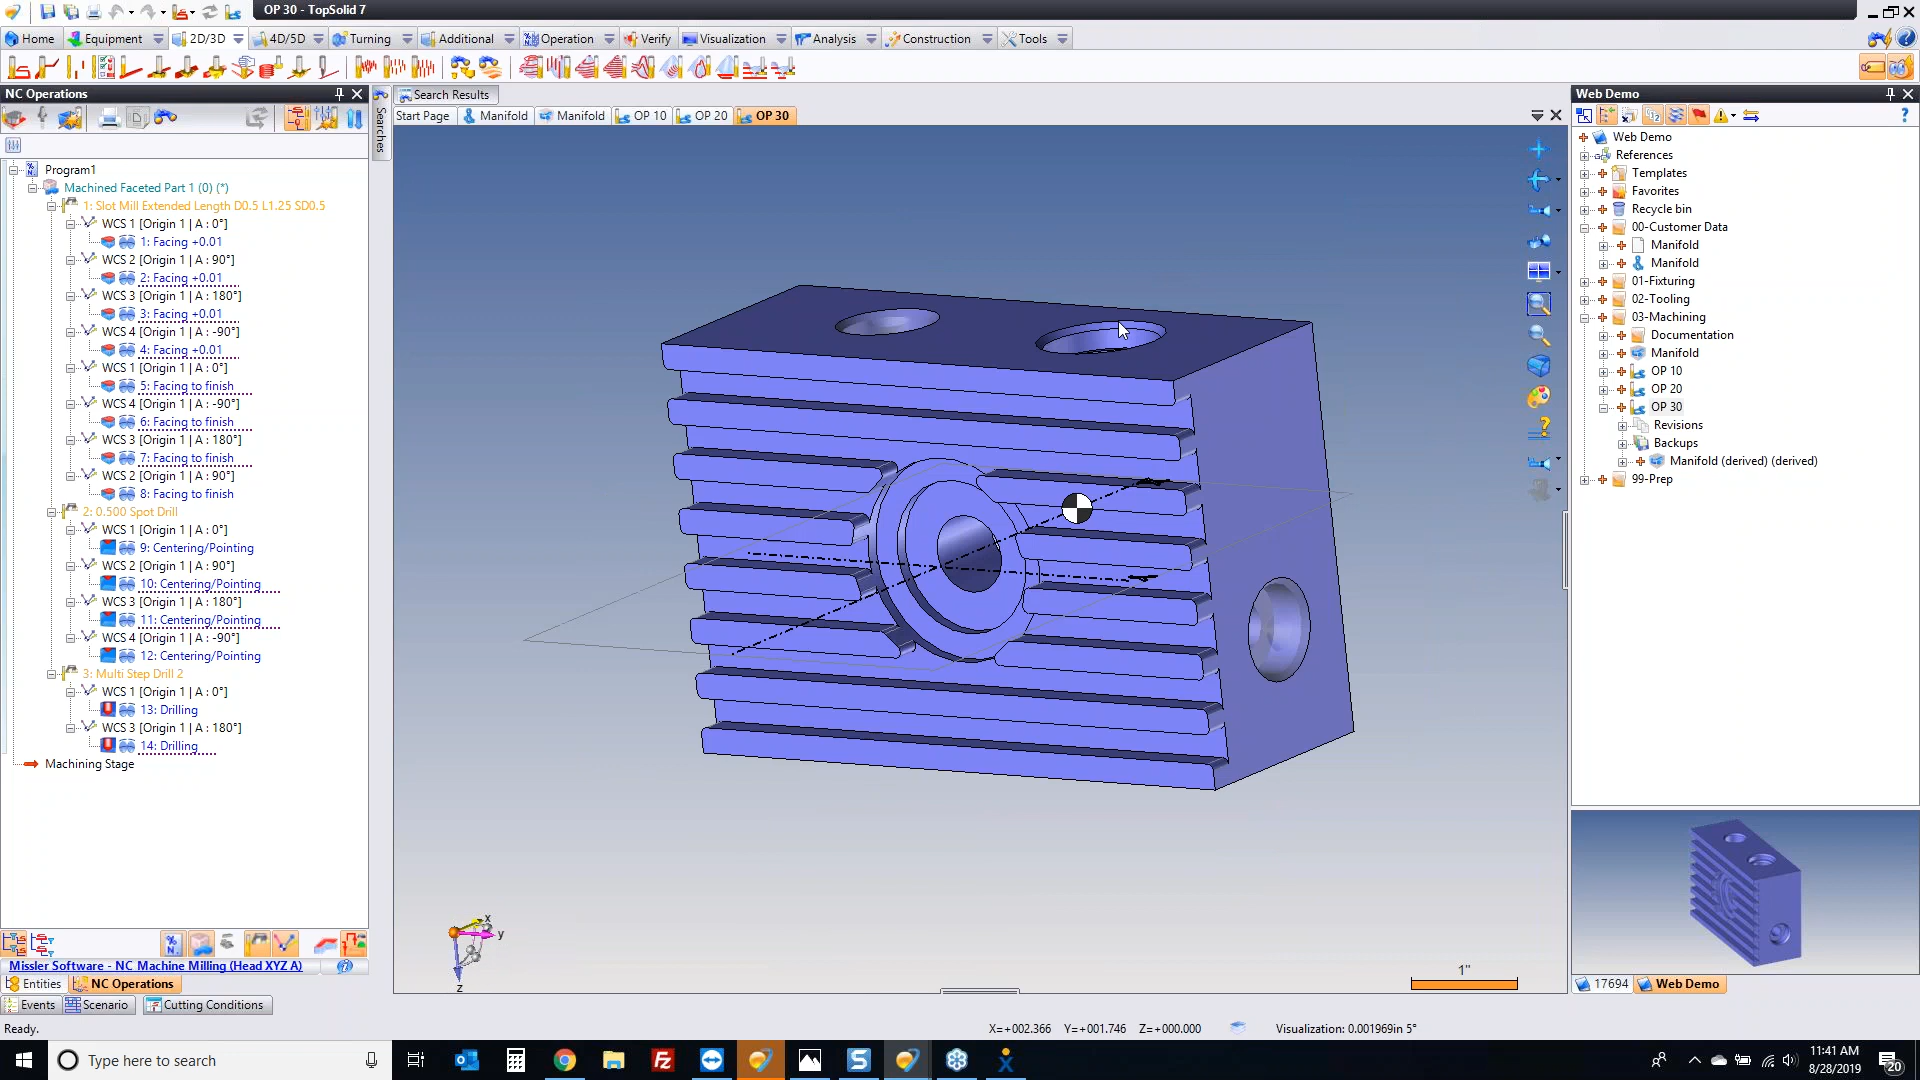 OP 30 - TopSolid 7
Home Equipment 2D/3D 4D/5D Turning Additional Operation Verify Visualization Analysis Construction Tools
NC Operations
Searches
Search Results
Start Page Manifold Manifold OP 10 OP 20 OP 30
Program1
Machined Faceted Part 1 (0) (*)
1: Slot Mill Extended Length D0.5 L1.25 SD0.5
WCS 1 [Origin 1 | A : 0°]
1: Facing +0.01
WCS 2 [Origin 1 | A : 90°]
2: Facing +0.01
WCS 3 [Origin 1 | A : 180°]
3: Facing +0.01
WCS 4 [Origin 1 | A : -90°]
4: Facing +0.01
WCS 1 [Origin 1 | A : 0°]
5: Facing to finish
WCS 4 [Origin 1 | A : -90°]
6: Facing to finish
WCS 3 [Origin 1 | A : 180°]
7: Facing to finish
WCS 2 [Origin 1 | A : 90°]
8: Facing to finish
2: 0.500 Spot Drill
WCS 1 [Origin 1 | A : 0°]
9: Centering/Pointing
WCS 2 [Origin 1 | A : 90°]
10: Centering/Pointing
WCS 3 [Origin 1 | A : 180°]
11: Centering/Pointing
WCS 4 [Origin 1 | A : -90°]
12: Centering/Pointing
3: Multi Step Drill 2
WCS 1 [Origin 1 | A : 0°]
13: Drilling
WCS 3 [Origin 1 | A : 180°]
14: Drilling
Machining Stage
Missler Software - NC Machine Milling (Head XYZ A)
Entities NC Operations
Events Scenario Cutting Conditions
Ready.
x
y
z
1"
X=+002.366 Y=+001.746 Z=+000.000 Visualization: 0.001969in 5°
Web Demo
Web Demo
References
Templates
Favorites
Recycle bin
00-Customer Data
Manifold
Manifold
01-Fixturing
02-Tooling
03-Machining
Documentation
Manifold
OP 10
OP 20
OP 30
Revisions
Backups
Manifold (derived) (derived)
99-Prep
17694 Web Demo
Type here to search
11:41 AM
8/28/2019
20